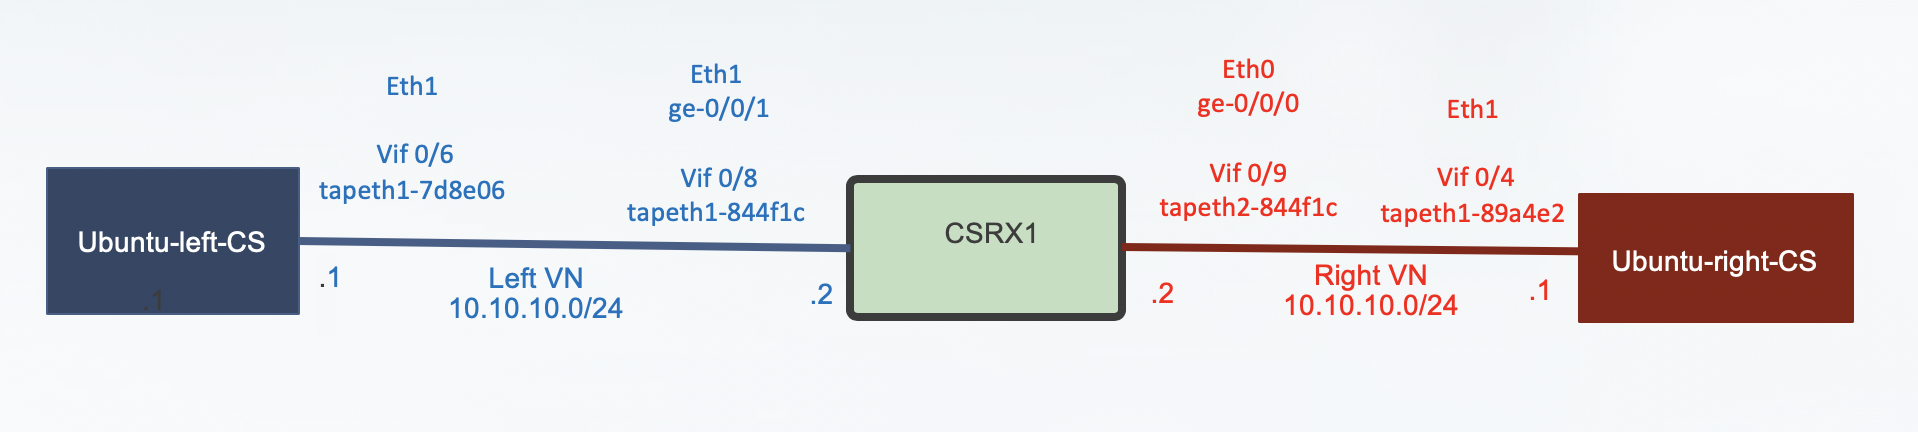 Eth1
Vif 0/6
tapeth1-7d8e06
Eth1
ge-0/0/1
Vif 0/8
tapeth1-844f1c
Eth0
ge-0/0/0
Vif 0/9
tapeth2-844f1c
Eth1
Vif 0/4
tapeth1-89a4e2
Ubuntu-left-CS
.1
.1
Left VN
10.10.10.0/24
.2
CSRX1
.2
Right VN
10.10.10.0/24
.1
Ubuntu-right-CS